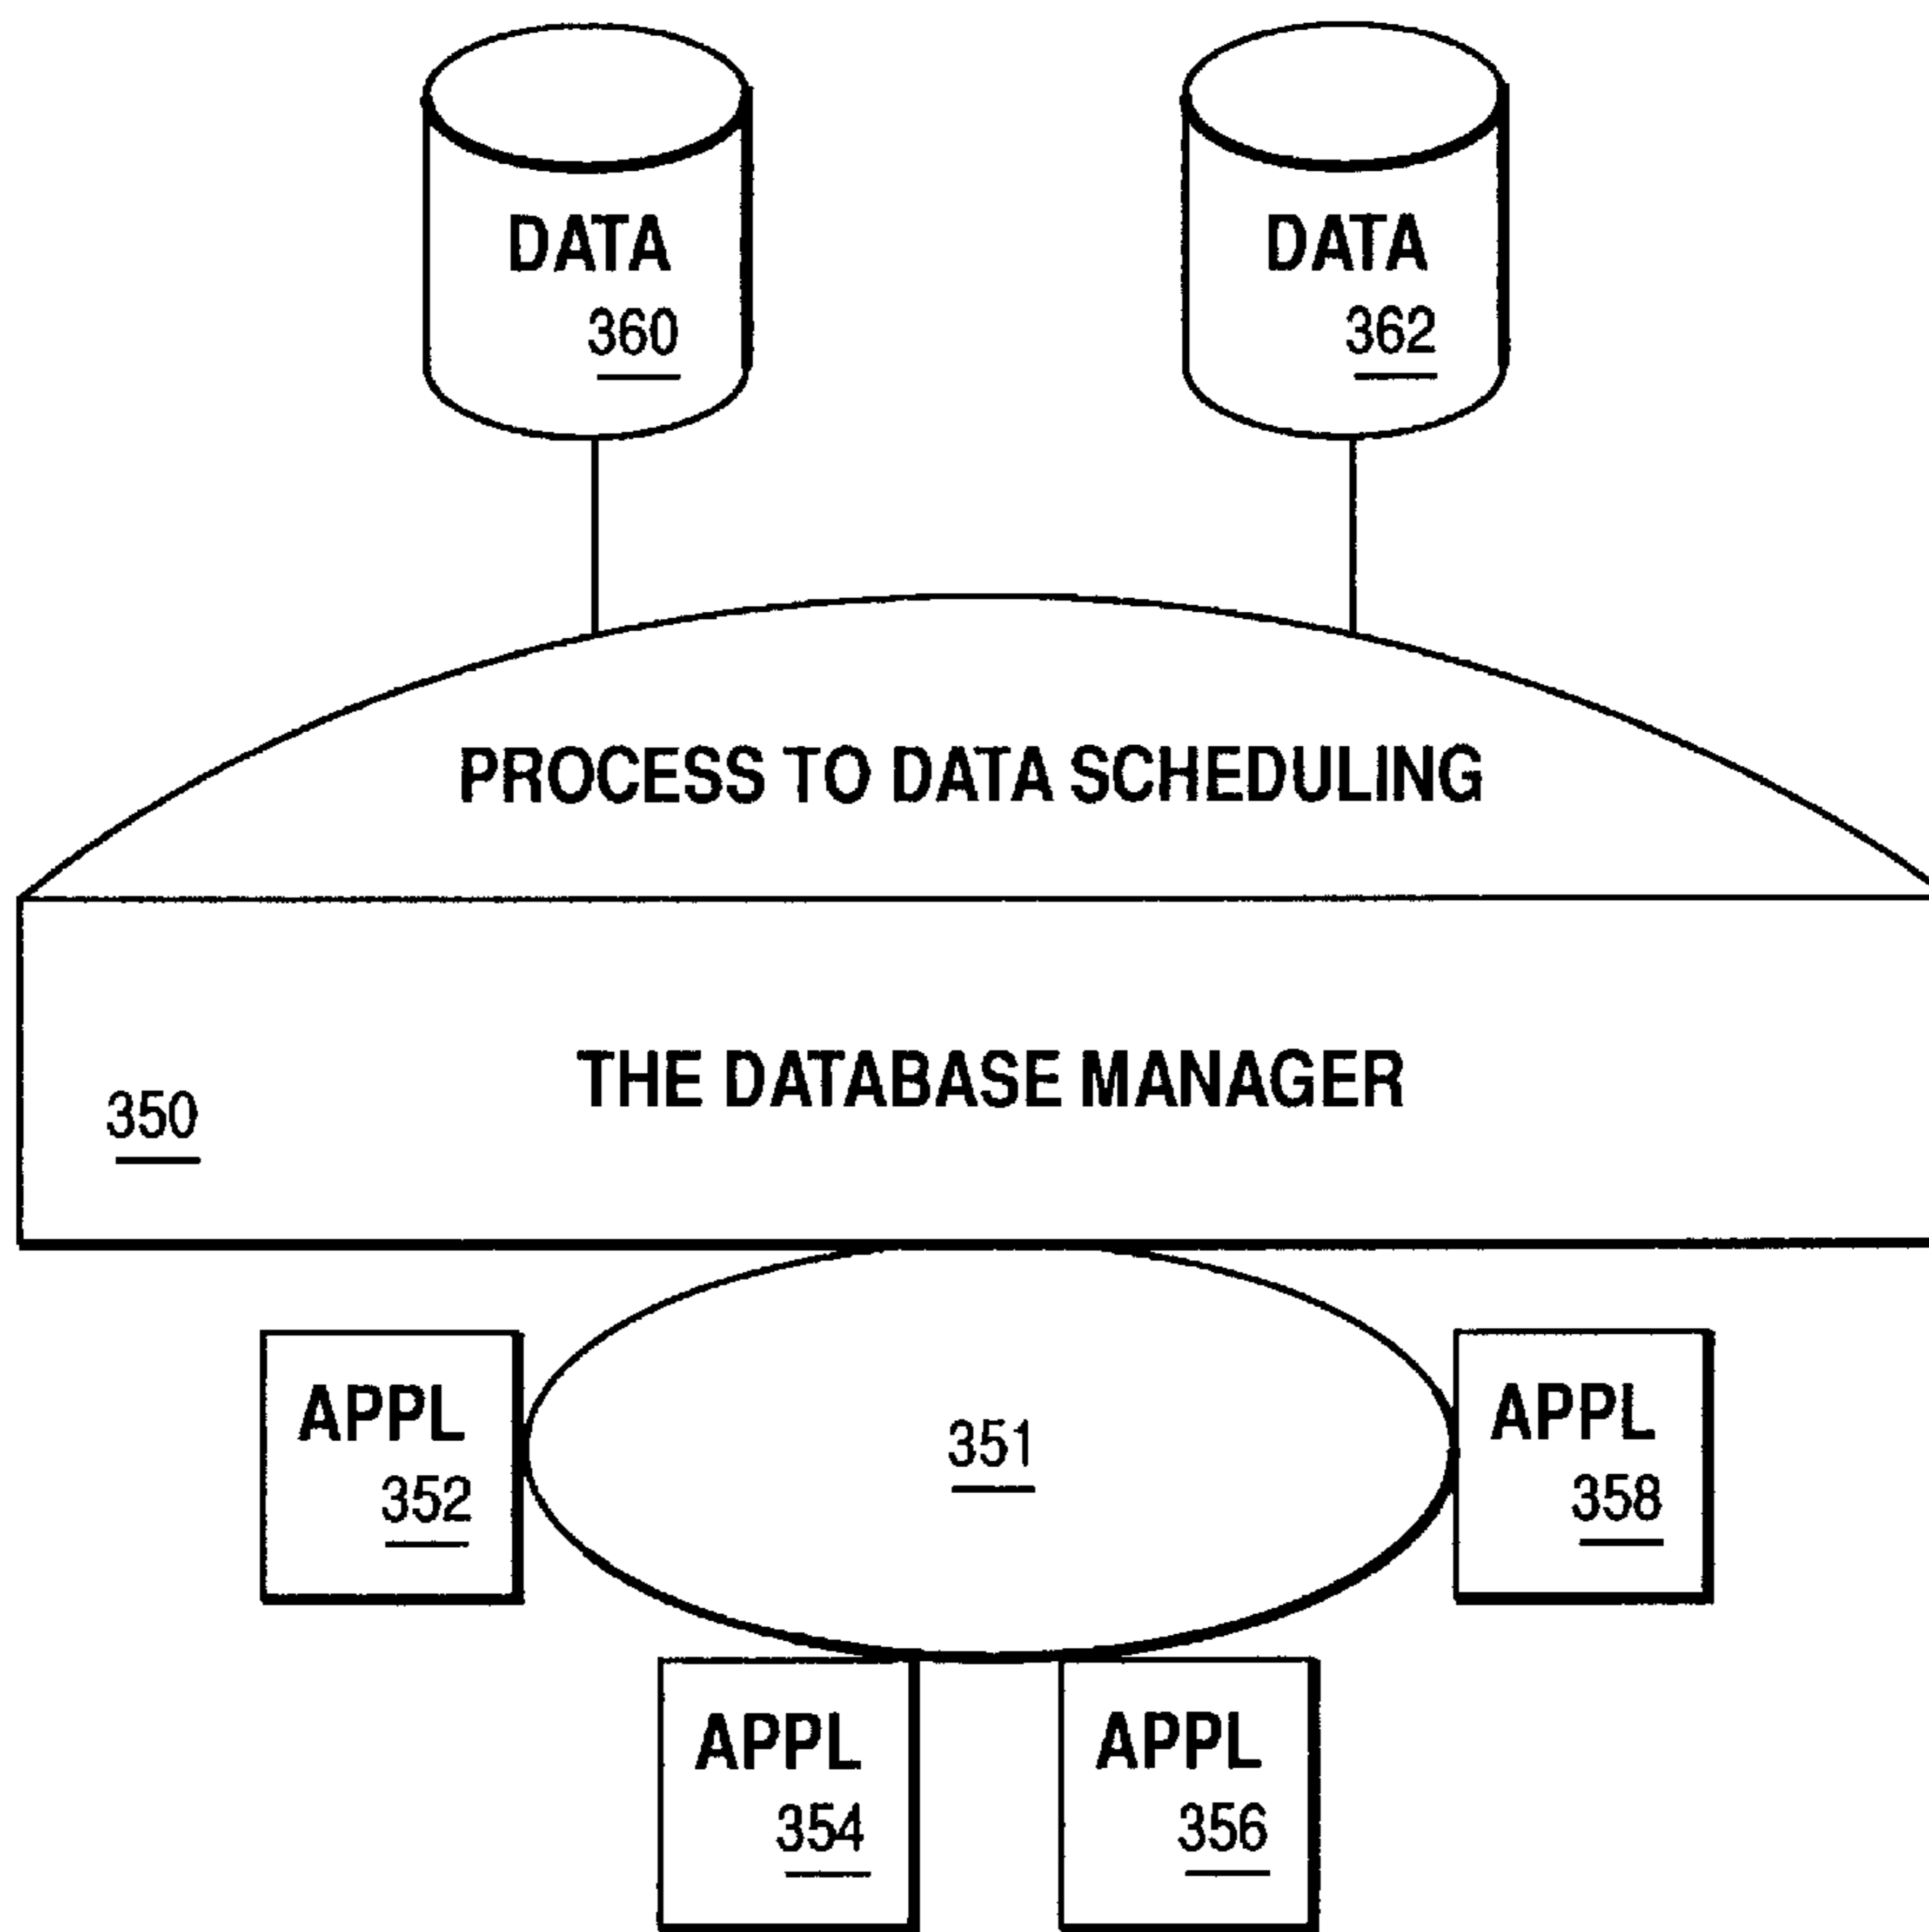 DATA
360
DATA
362
PROCESS TO DATA SCHEDULING
THE DATABASE MANAGER
350
APPL
352
351
APPL
358
APPL
354
APPL
356